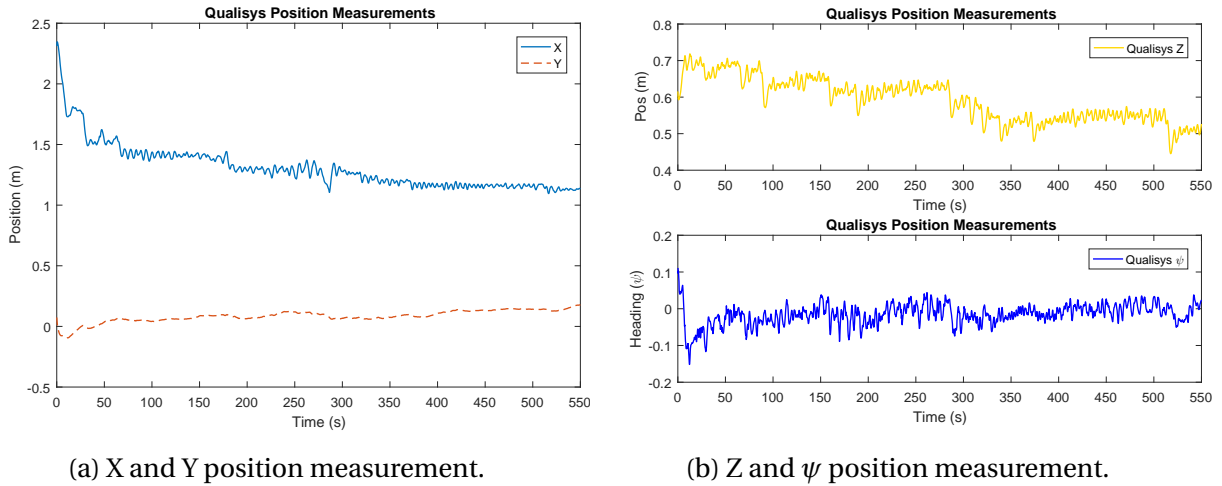 Qualisys Position Measurements
2.5
2
1.5
1
0.5
0
-0.5
Position (m)
X
Y
0 50 100 150 200 250 300 350 400 450 500 550
Time (s)
(a) X and Y position measurement.
Qualisys Position Measurements
0.8
0.7
0.6
0.5
0.4
Pos (m)
Qualisys Z
0 50 100 150 200 250 300 350 400 450 500 550
Time (s)
Qualisys Position Measurements
0.2
0.1
0
-0.1
-0.2
Heading (ψ)
Qualisys ψ
0 50 100 150 200 250 300 350 400 450 500 550
Time (s)
(b) Z and ψ position measurement.